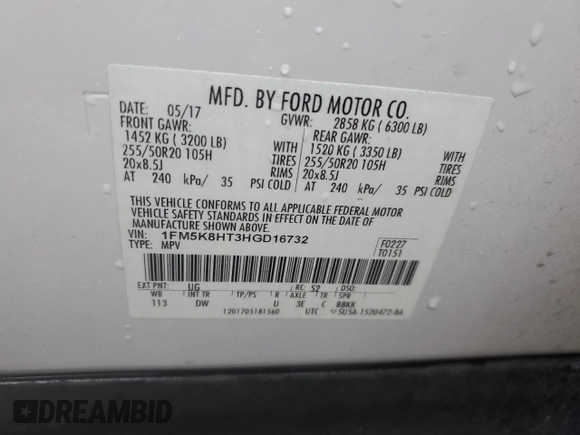 MFD. BY FORD MOTOR CO.
DATE: 05/17 GVWR: 2858 KG ( 6300 LB)
FRONT GAWR: REAR GAWR:
1452 KG ( 3200 LB) 1520 KG ( 3350 LB)
255/50R20 105H WITH TIRES 255/50R20 105H WITH TIRES
20x8.5J RIMS 20x8.5J RIMS
AT 240 kPa/ 35 PSI COLD AT 240 kPa/ 35 PSI COLD
THIS VEHICLE CONFORMS TO ALL APPLICABLE FEDERAL MOTOR
VEHICLE SAFETY STANDARDS IN EFFECT ON THE DATE OF
MANUFACTURE SHOWN ABOVE.
VIN: 1FM5K8HT3HGD16732 F0227
TYPE: MPV T0151
EXT PNT: UG RC: 52 DSO:
WB INT TR TP/PS R AXLE TR SPR
113 DW U 3E C BBKK
1201705181560 UTC 5U5A-1520472-BA
DREAMBID